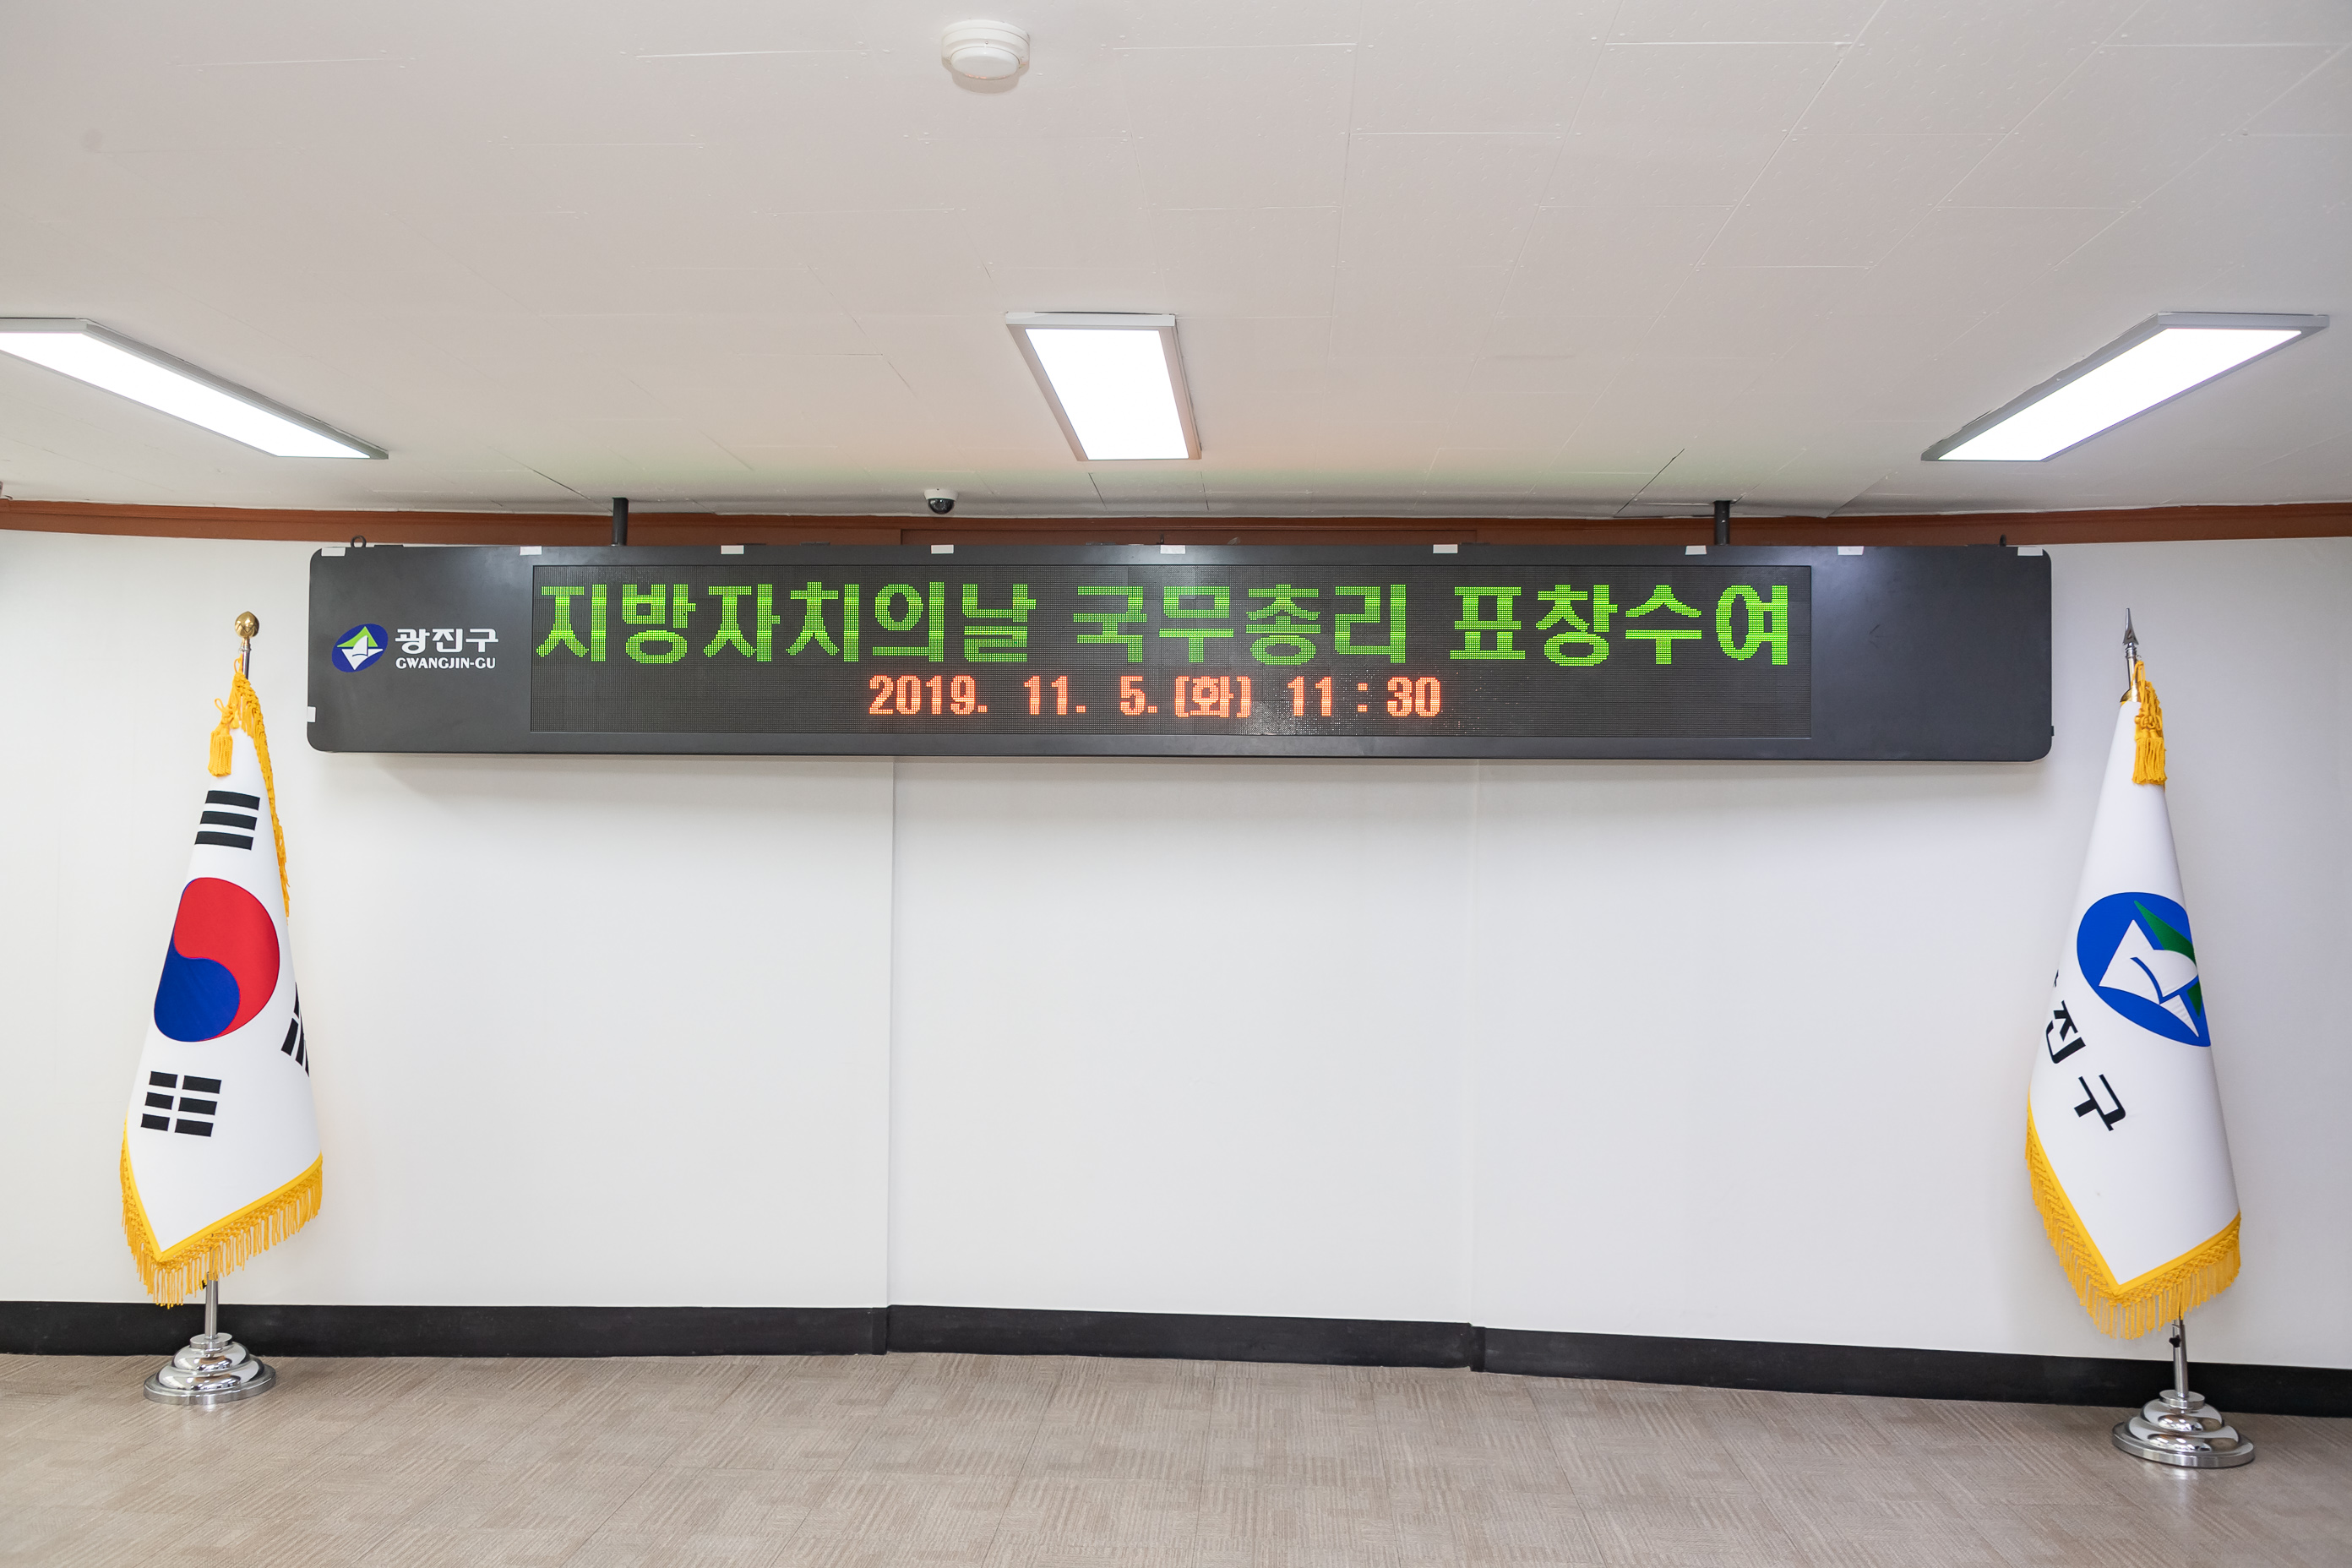 광진구
GWANGJIN-GU
지방자치의날 국무총리 표창수여
2019. 11. 5.(화) 11:30
진구